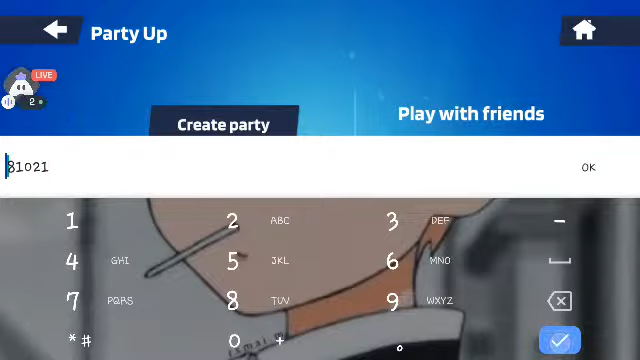 Party Up
LIVE
2
Create party
Play with friends
81021
OK
1
2 ABC
3 DEF
-
4 GHI
5 JKL
6 MNO
7 PQRS
8 TUV
9 WXYZ
*#
0 +
.